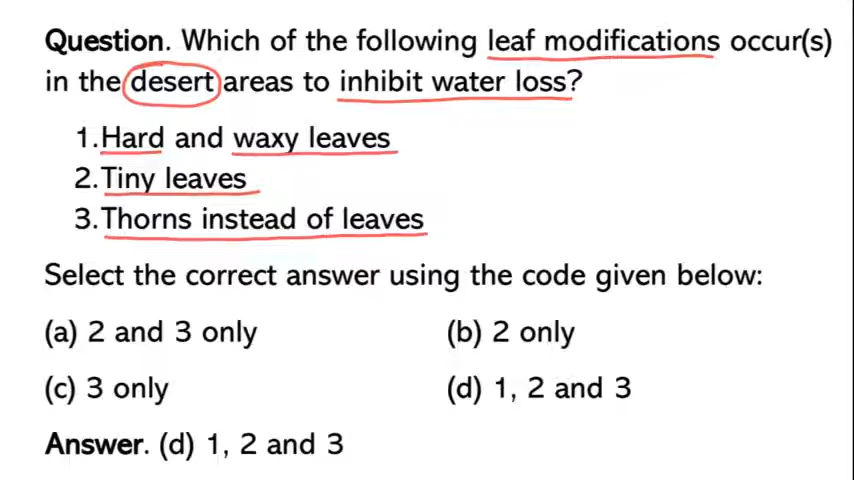 Question. Which of the following leaf modifications occur(s)
in the desert areas to inhibit water loss?
1.Hard and waxy leaves
2.Tiny leaves
3.Thorns instead of leaves
Select the correct answer using the code given below:
(a) 2 and 3 only (b) 2 only
(c) 3 only (d) 1, 2 and 3
Answer. (d) 1, 2 and 3